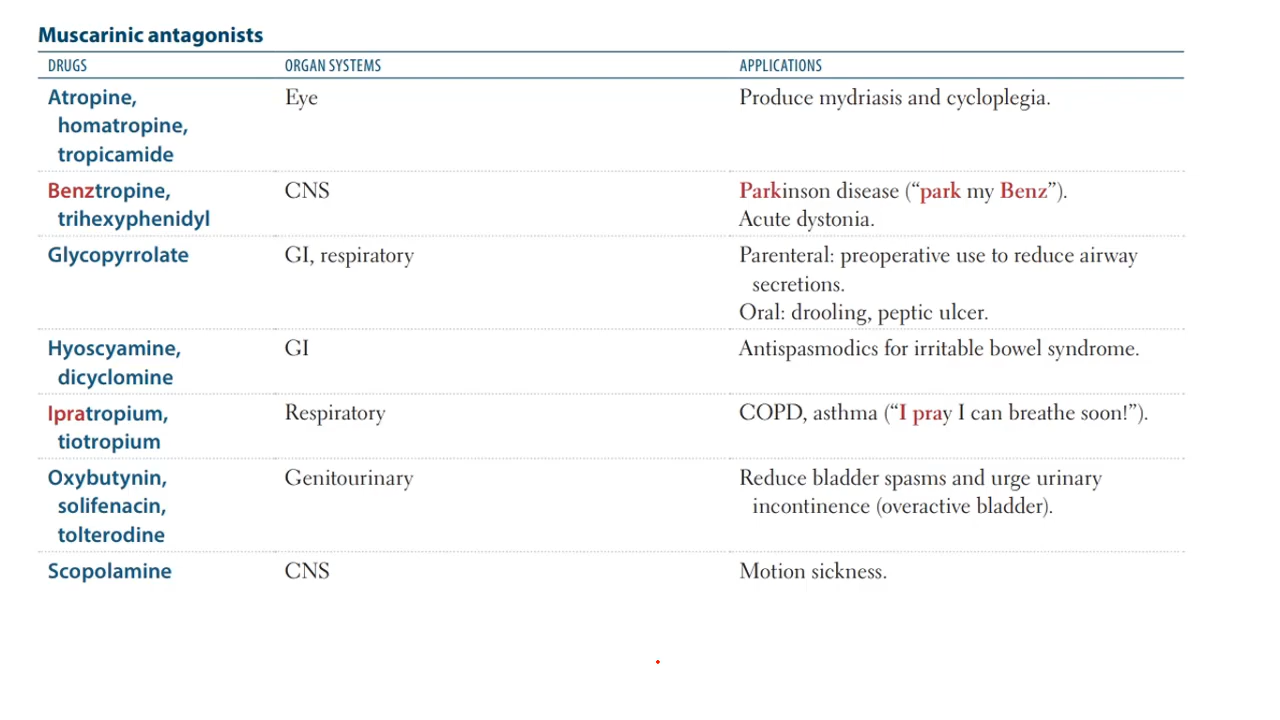 Muscarinic antagonists
DRUGS ORGAN SYSTEMS APPLICATIONS
Atropine, Eye Produce mydriasis and cycloplegia.
homatropine,
tropicamide
Benztropine, CNS Parkinson disease (“park my Benz”).
trihexyphenidyl Acute dystonia.
Glycopyrrolate GI, respiratory Parenteral: preoperative use to reduce airway
secretions.
Oral: drooling, peptic ulcer.
Hyoscyamine, GI Antispasmodics for irritable bowel syndrome.
dicyclomine
Ipratropium, Respiratory COPD, asthma (“I pray I can breathe soon!”).
tiotropium
Oxybutynin, Genitourinary Reduce bladder spasms and urge urinary
solifenacin, incontinence (overactive bladder).
tolterodine
Scopolamine CNS Motion sickness.